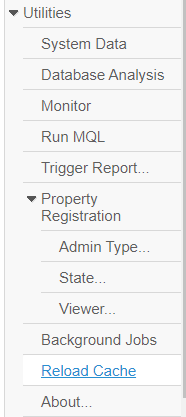 Utilities
System Data
Database Analysis
Monitor
Run MQL
Trigger Report...
Property
Registration
Admin Type...
State...
Viewer...
Background Jobs
Reload Cache
About...